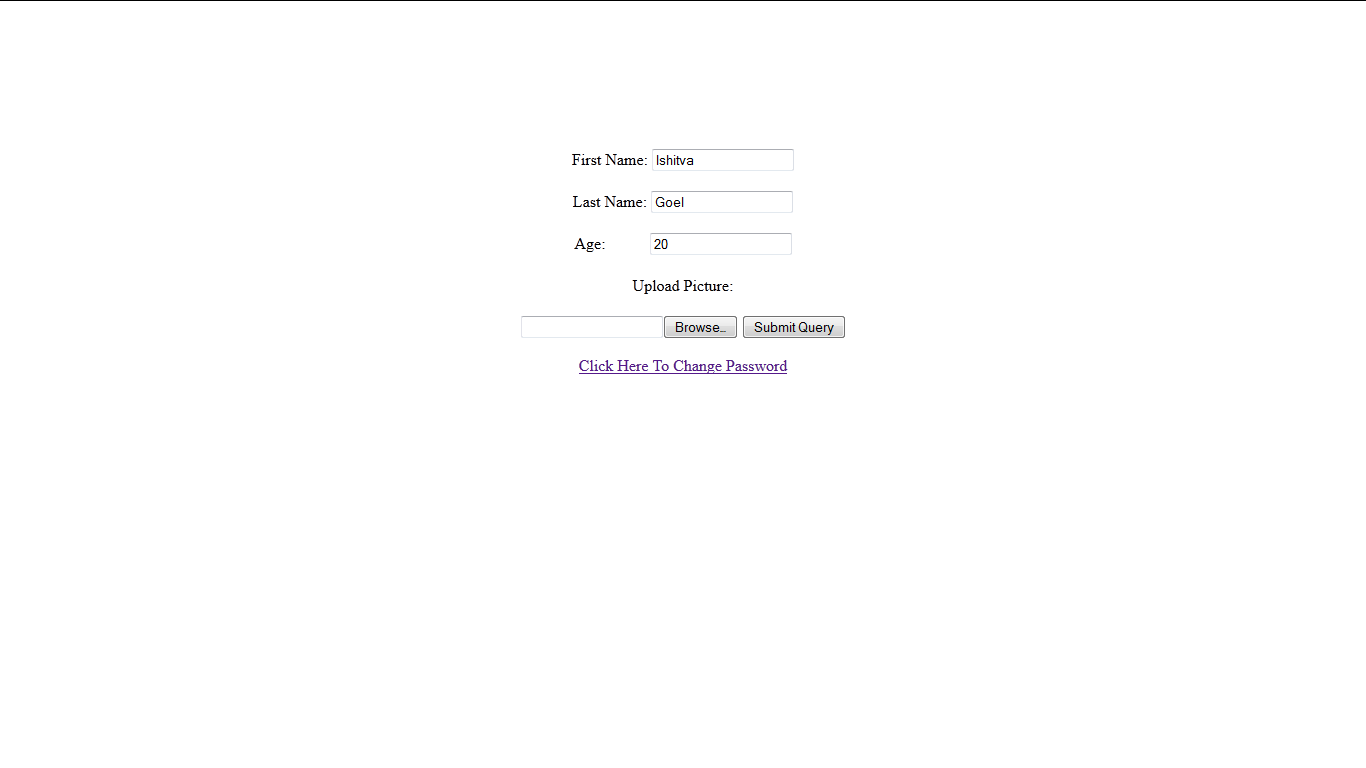 First Name: Ishitva
Last Name: Goel
Age: 20
Upload Picture:
Browse... Submit Query
Click Here To Change Password